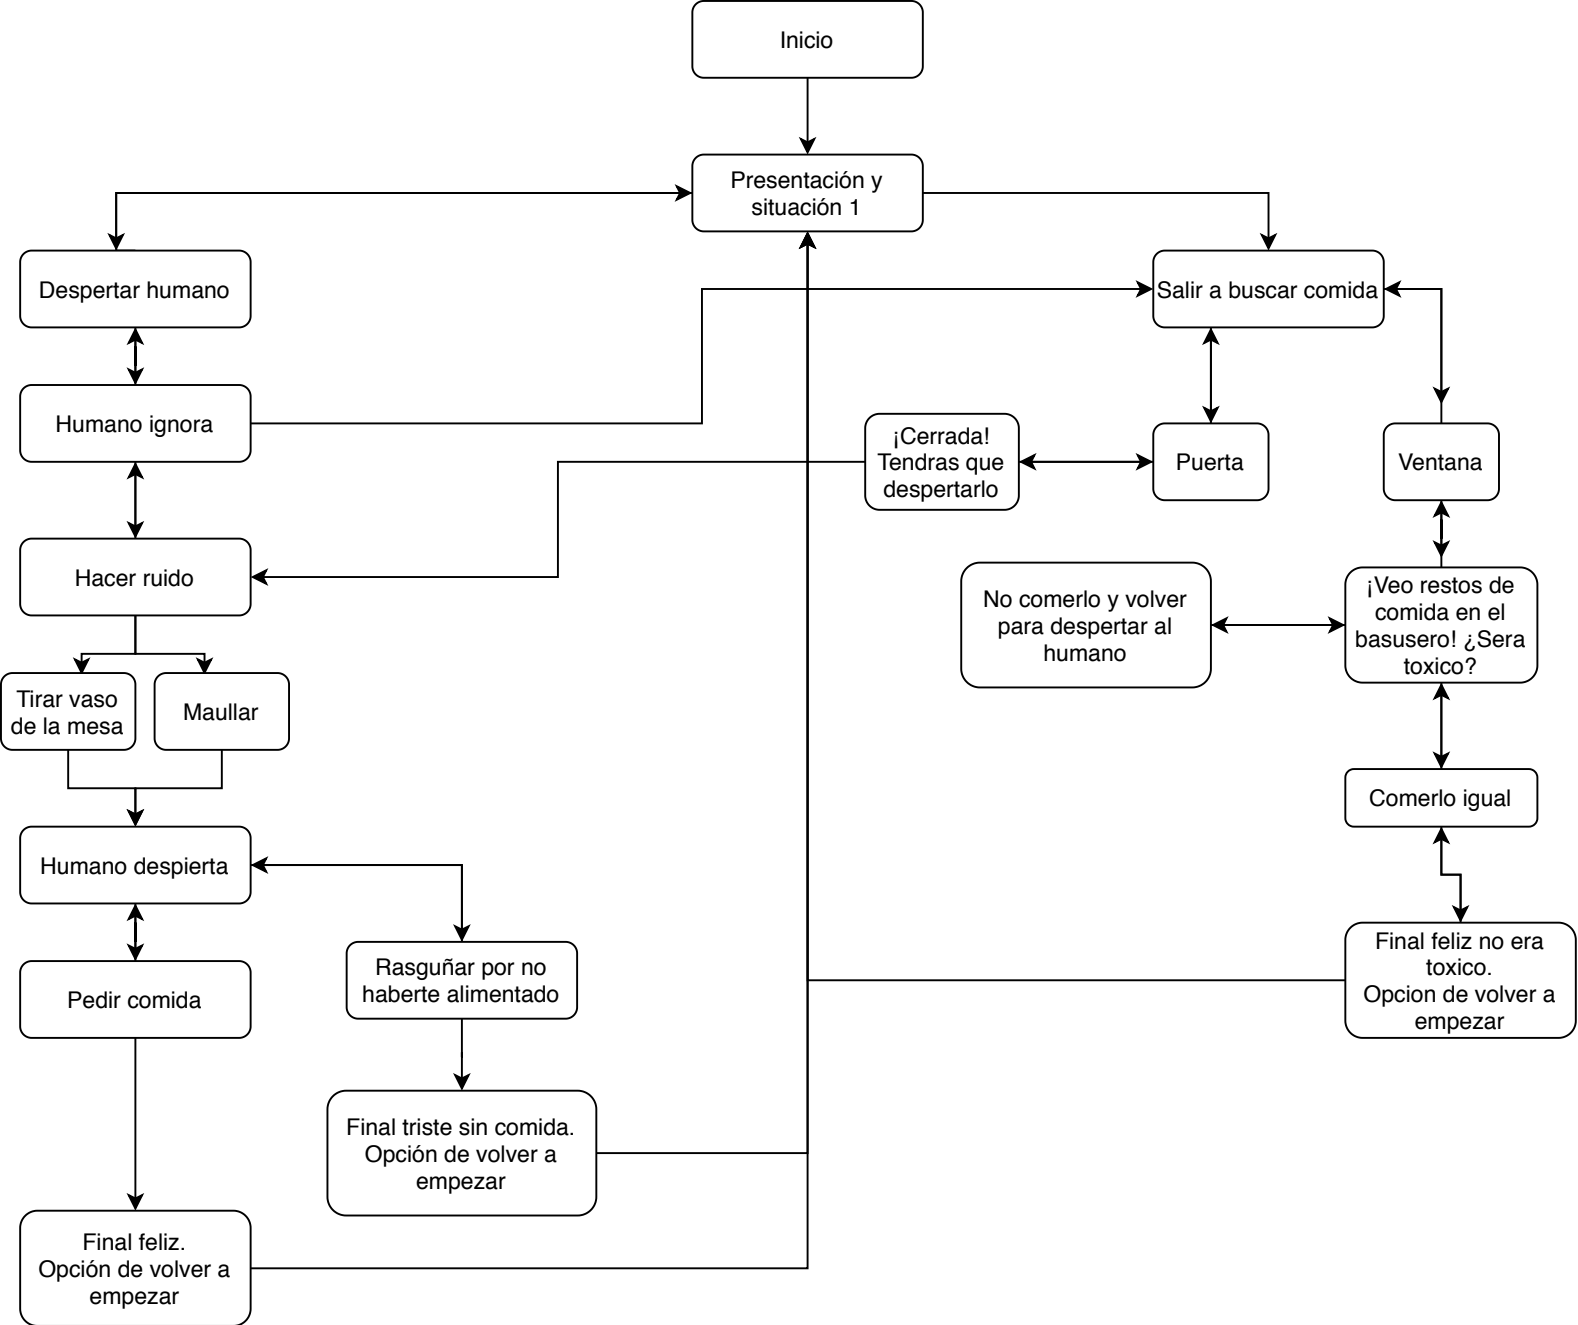 Inicio
Presentación y
situación 1
Despertar humano
Salir a buscar comida
Humano ignora
¡Cerrada!
Tendras que
despertarlo
Puerta
Ventana
Hacer ruido
No comerlo y volver
para despertar al
humano
¡Veo restos de
comida en el
basusero! ¿Sera
toxico?
Tirar vaso
de la mesa
Maullar
Comerlo igual
Humano despierta
Rasguñar por no
haberte alimentado
Final feliz no era
toxico.
Opcion de volver a
empezar
Pedir comida
Final triste sin comida.
Opción de volver a
empezar
Final feliz.
Opción de volver a
empezar